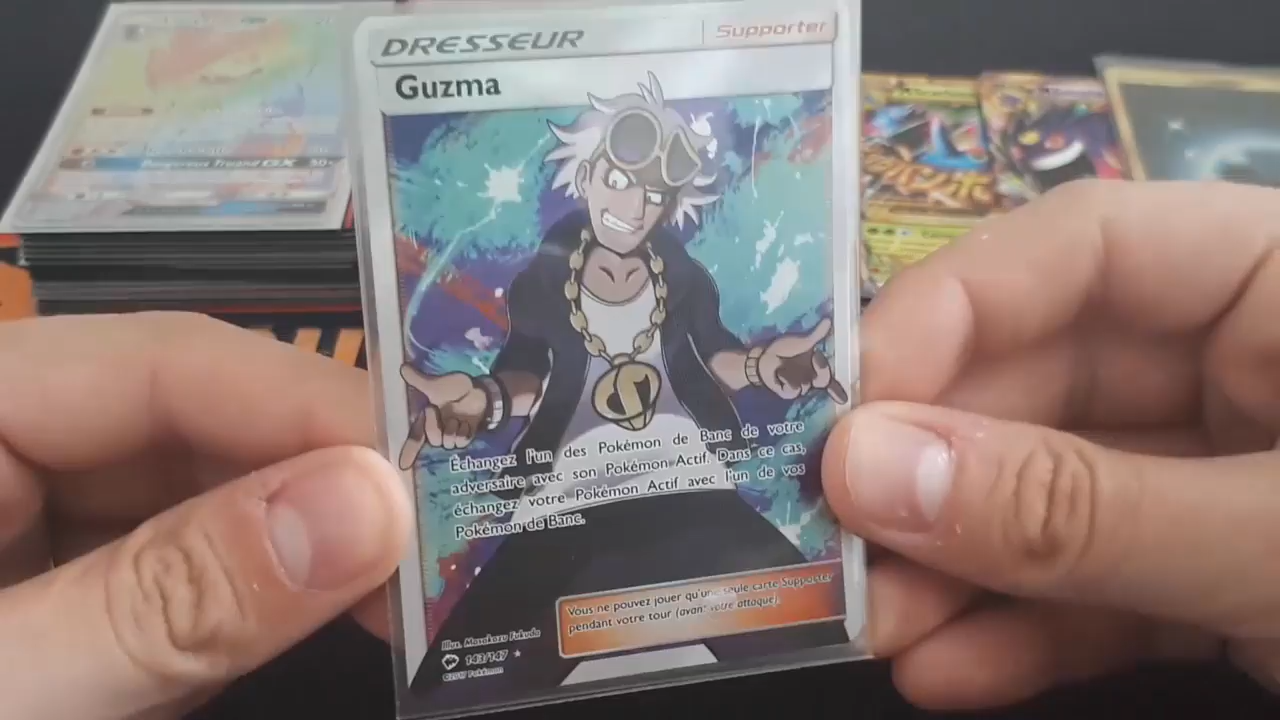 DRESSEUR
Supporter
Guzma
Échangez l'un des Pokémon de Banc de votre
adversaire avec son Pokémon Actif. Dans ce cas,
échangez votre Pokémon Actif avec l'un de vos
Pokémon de Banc.
Vous ne pouvez jouer qu'une seule carte Supporter
pendant votre tour (avant votre attaque).
Illus. Masakazu Fukuda
143/147
©2017 Pokémon
GX